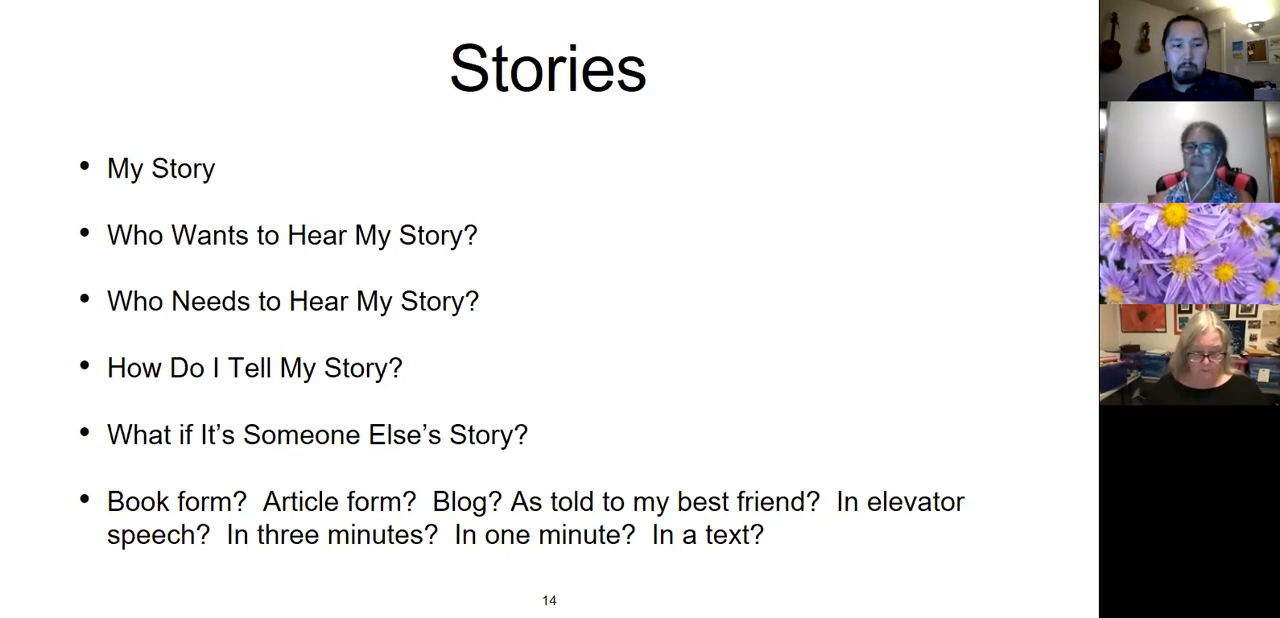 Stories
• My Story
• Who Wants to Hear My Story?
• Who Needs to Hear My Story?
• How Do I Tell My Story?
• What if It’s Someone Else’s Story?
• Book form?  Article form?  Blog? As told to my best friend?  In elevator
speech?  In three minutes?  In one minute?  In a text?
14